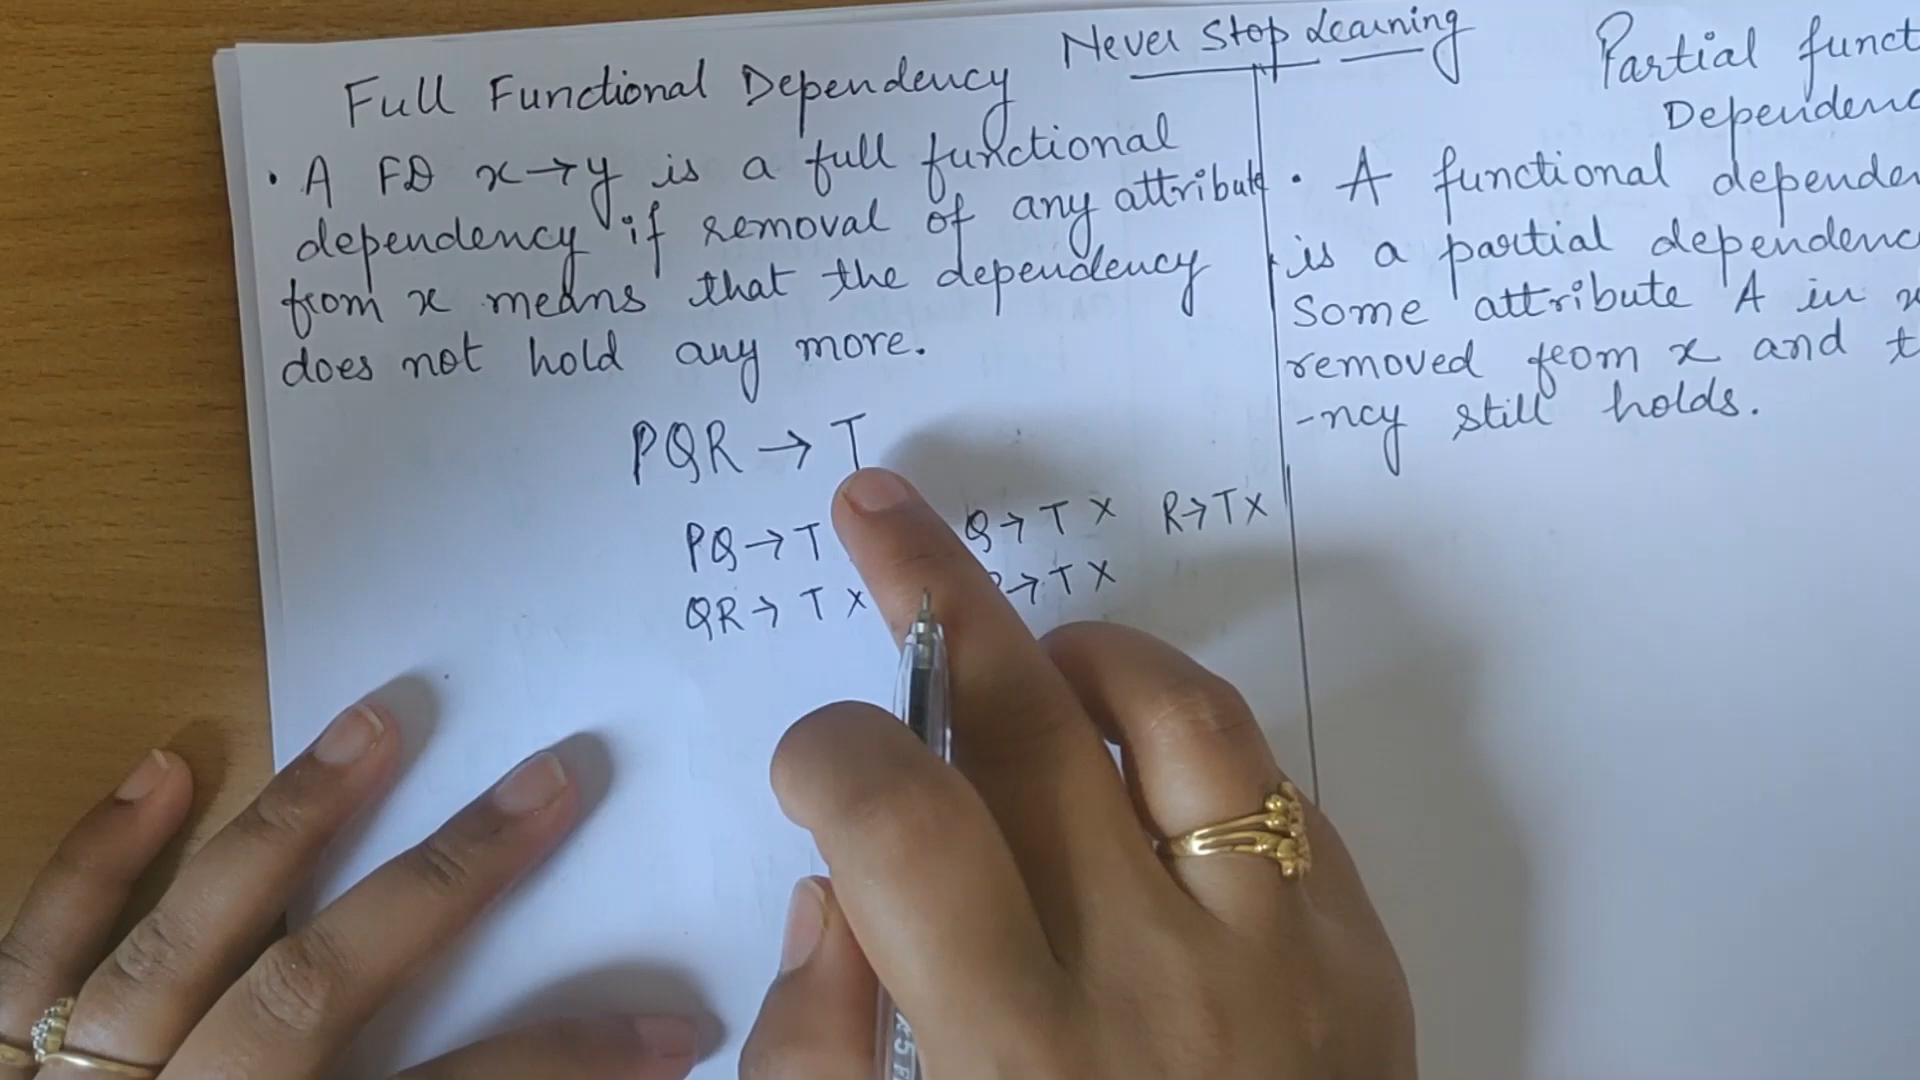 Never Stop Learning
Full Functional Dependency
• A FD x→y is a full functional
dependency if removal of any attribute
from x means that the dependency
does not hold any more.
PQR → T
PQ→T
Q→T X R→TX
QR→ T X
→T X
Partial funct
Dependenc
• A functional depende
is a partial dependenc
Some attribute A in x
removed from x and t
-ncy still holds.